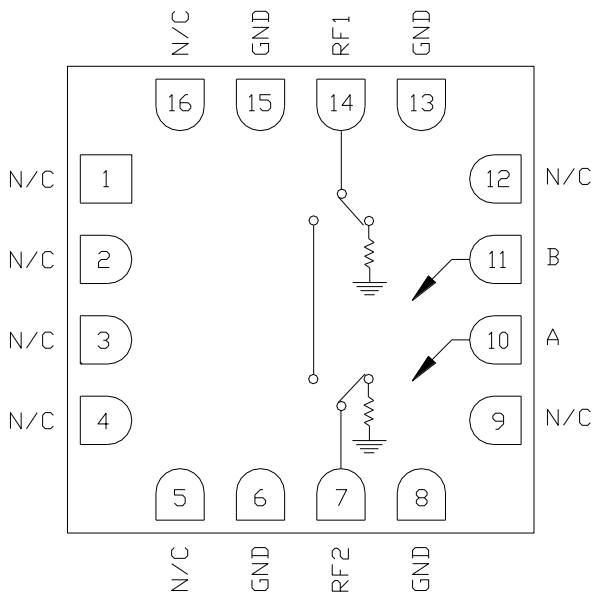 N/C GND RF1 GND
16 15 14 13
N/C 1 12 N/C
N/C 2 11 B
N/C 3 10 A
N/C 4 9 N/C
5 6 7 8
N/C GND RF2 GND